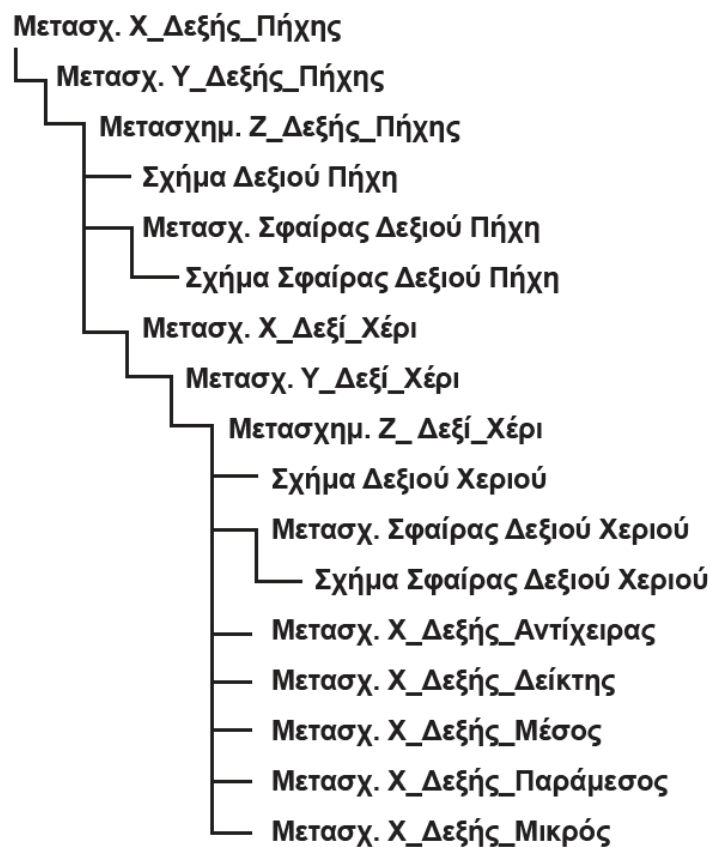 Μετασχ. Χ_Δεξής_Πήχης
Μετασχ. Υ_Δεξής_Πήχης
Μετασχημ. Ζ_Δεξής_Πήχης
Σχήμα Δεξιού Πήχη
Μετασχ. Σφαίρας Δεξιού Πήχη
Σχήμα Σφαίρας Δεξιού Πήχη
Μετασχ. Χ_Δεξί_Χέρι
Μετασχ. Υ_Δεξί_Χέρι
Μετασχημ. Ζ_ Δεξί_Χέρι
Σχήμα Δεξιού Χεριού
Μετασχ. Σφαίρας Δεξιού Χεριού
Σχήμα Σφαίρας Δεξιού Χεριού
Μετασχ. Χ_Δεξής_Αντίχειρας
Μετασχ. Χ_Δεξής_Δείκτης
Μετασχ. Χ_Δεξής_Μέσος
Μετασχ. Χ_Δεξής_Παράμεσος
Μετασχ. Χ_Δεξής_Μικρός